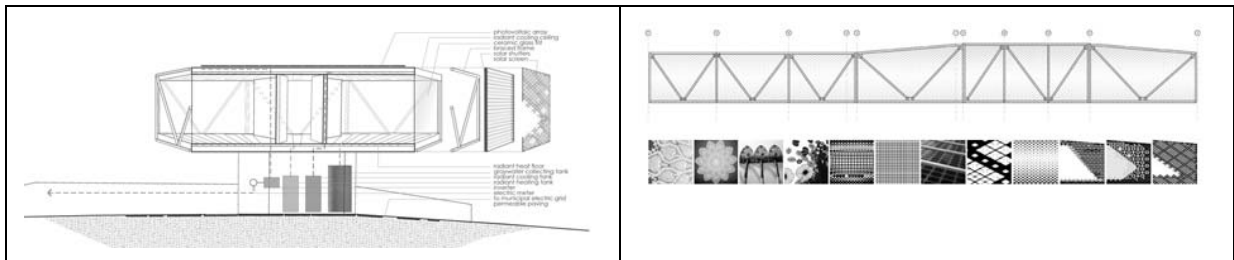 photovoltaic array
radiant cooling ceiling
ceramic glass frit
braced frame
solar shutters
solar screen
radiant heat floor
graywater collecting tank
radiant cooling tank
radiant heating tank
inverter
electric meter
to municipal electric grid
permeable paving